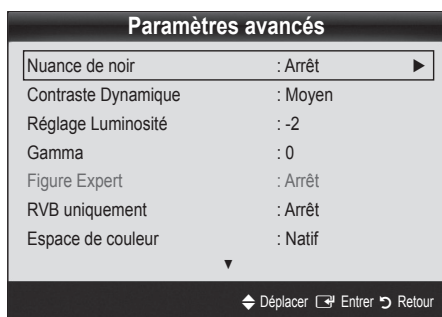 Paramètres avancés
Nuance de noir : Arrêt ►
Contraste Dynamique : Moyen
Réglage Luminosité : -2
Gamma : 0
Figure Expert : Arrêt
RVB uniquement : Arrêt
Espace de couleur : Natif
▼
Déplacer Entrer Retour